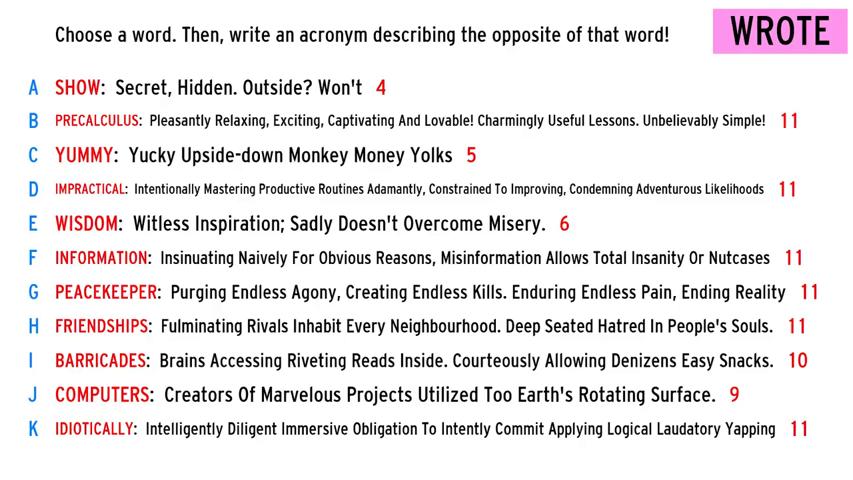 Choose a word. Then, write an acronym describing the opposite of that word!
WROTE
A SHOW: Secret, Hidden. Outside? Won't 4
B PRECALCULUS: Pleasantly Relaxing, Exciting, Captivating And Lovable! Charmingly Useful Lessons. Unbelievably Simple! 11
C YUMMY: Yucky Upside-down Monkey Money Yolks 5
D IMPRACTICAL: Intentionally Mastering Productive Routines Adamantly, Constrained To Improving, Condemning Adventurous Likelihoods 11
E WISDOM: Witless Inspiration; Sadly Doesn't Overcome Misery. 6
F INFORMATION: Insinuating Naively For Obvious Reasons, Misinformation Allows Total Insanity Or Nutcases 11
G PEACEKEEPER: Purging Endless Agony, Creating Endless Kills. Enduring Endless Pain, Ending Reality 11
H FRIENDSHIPS: Fulminating Rivals Inhabit Every Neighbourhood. Deep Seated Hatred In People's Souls. 11
I BARRICADES: Brains Accessing Riveting Reads Inside. Courteously Allowing Denizens Easy Snacks. 10
J COMPUTERS: Creators Of Marvelous Projects Utilized Too Earth's Rotating Surface. 9
K IDIOTICALLY: Intelligently Diligent Immersive Obligation To Intently Commit Applying Logical Laudatory Yapping 11